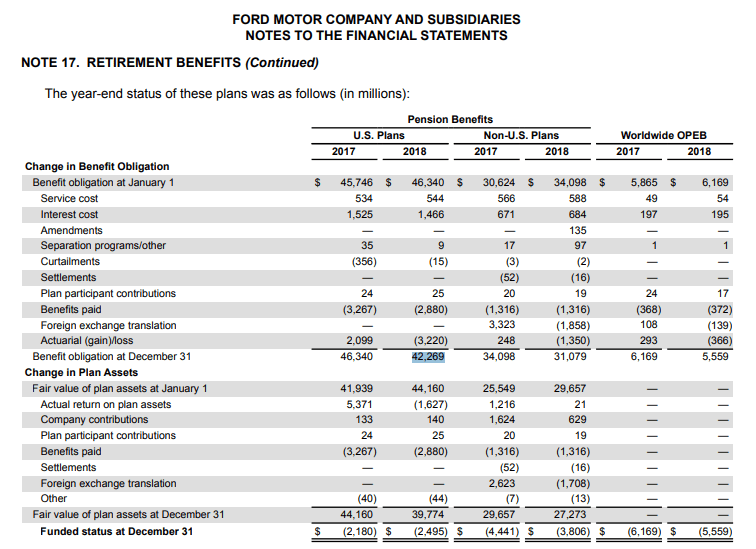 FORD MOTOR COMPANY AND SUBSIDIARIES
NOTES TO THE FINANCIAL STATEMENTS
NOTE 17. RETIREMENT BENEFITS (Continued)
The year-end status of these plans was as follows (in millions):
Pension Benefits
U.S. Plans Non-U.S. Plans Worldwide OPEB
2017 2018 2017 2018 2017 2018
Change in Benefit Obligation
Benefit obligation at January 1 $ 45,746 $ 46,340 $ 30,624 $ 34,098 $ 5,865 $ 6,169
Service cost 534 544 566 588 49 54
Interest cost 1,525 1,466 671 684 197 195
Amendments — — — 135 — —
Separation programs/other 35 9 17 97 1 1
Curtailments (356) (15) (3) (2) — —
Settlements — — (52) (16) — —
Plan participant contributions 24 25 20 19 24 17
Benefits paid (3,267) (2,880) (1,316) (1,316) (368) (372)
Foreign exchange translation — — 3,323 (1,858) 108 (139)
Actuarial (gain)/loss 2,099 (3,220) 248 (1,350) 293 (366)
Benefit obligation at December 31 46,340 42,269 34,098 31,079 6,169 5,559
Change in Plan Assets
Fair value of plan assets at January 1 41,939 44,160 25,549 29,657 — —
Actual return on plan assets 5,371 (1,627) 1,216 21 — —
Company contributions 133 140 1,624 629 — —
Plan participant contributions 24 25 20 19 — —
Benefits paid (3,267) (2,880) (1,316) (1,316) — —
Settlements — — (52) (16) — —
Foreign exchange translation — — 2,623 (1,708) — —
Other (40) (44) (7) (13) — —
Fair value of plan assets at December 31 44,160 39,774 29,657 27,273 — —
Funded status at December 31 $ (2,180) $ (2,495) $ (4,441) $ (3,806) $ (6,169) $ (5,559)